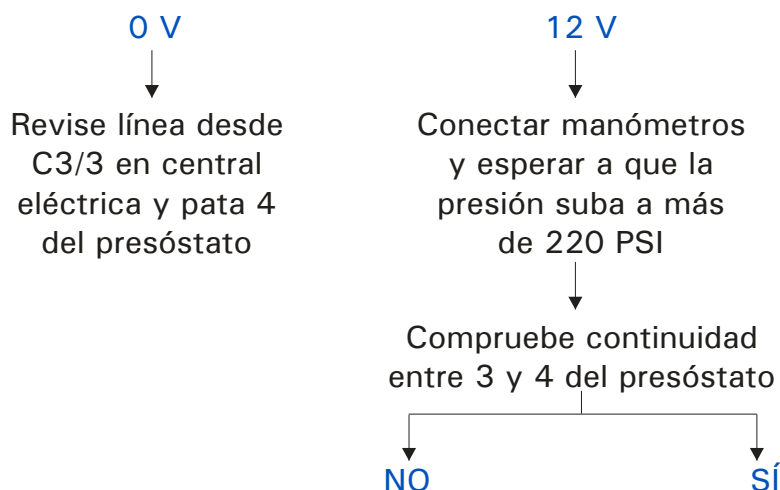 0 V
Revise línea desde
C3/3 en central
eléctrica y pata 4
del presóstato
12 V
Conectar manómetros
y esperar a que la
presión suba a más
de 220 PSI
Compruebe continuidad
entre 3 y 4 del presóstato
NO
SÍ